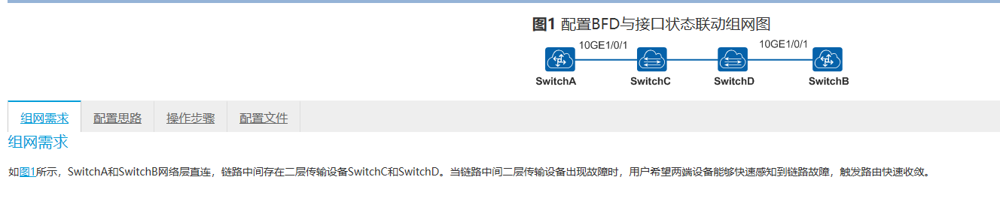 图1 配置BFD与接口状态联动组网图
10GE1/0/1 10GE1/0/1
SwitchA SwitchC SwitchD SwitchB
组网需求 配置思路 操作步骤 配置文件
组网需求
如图1所示，SwitchA和SwitchB网络层直连，链路中间存在二层传输设备SwitchC和SwitchD。当链路中间二层传输设备出现故障时，用户希望两端设备能够快速感知到链路故障，触发路由快速收敛。